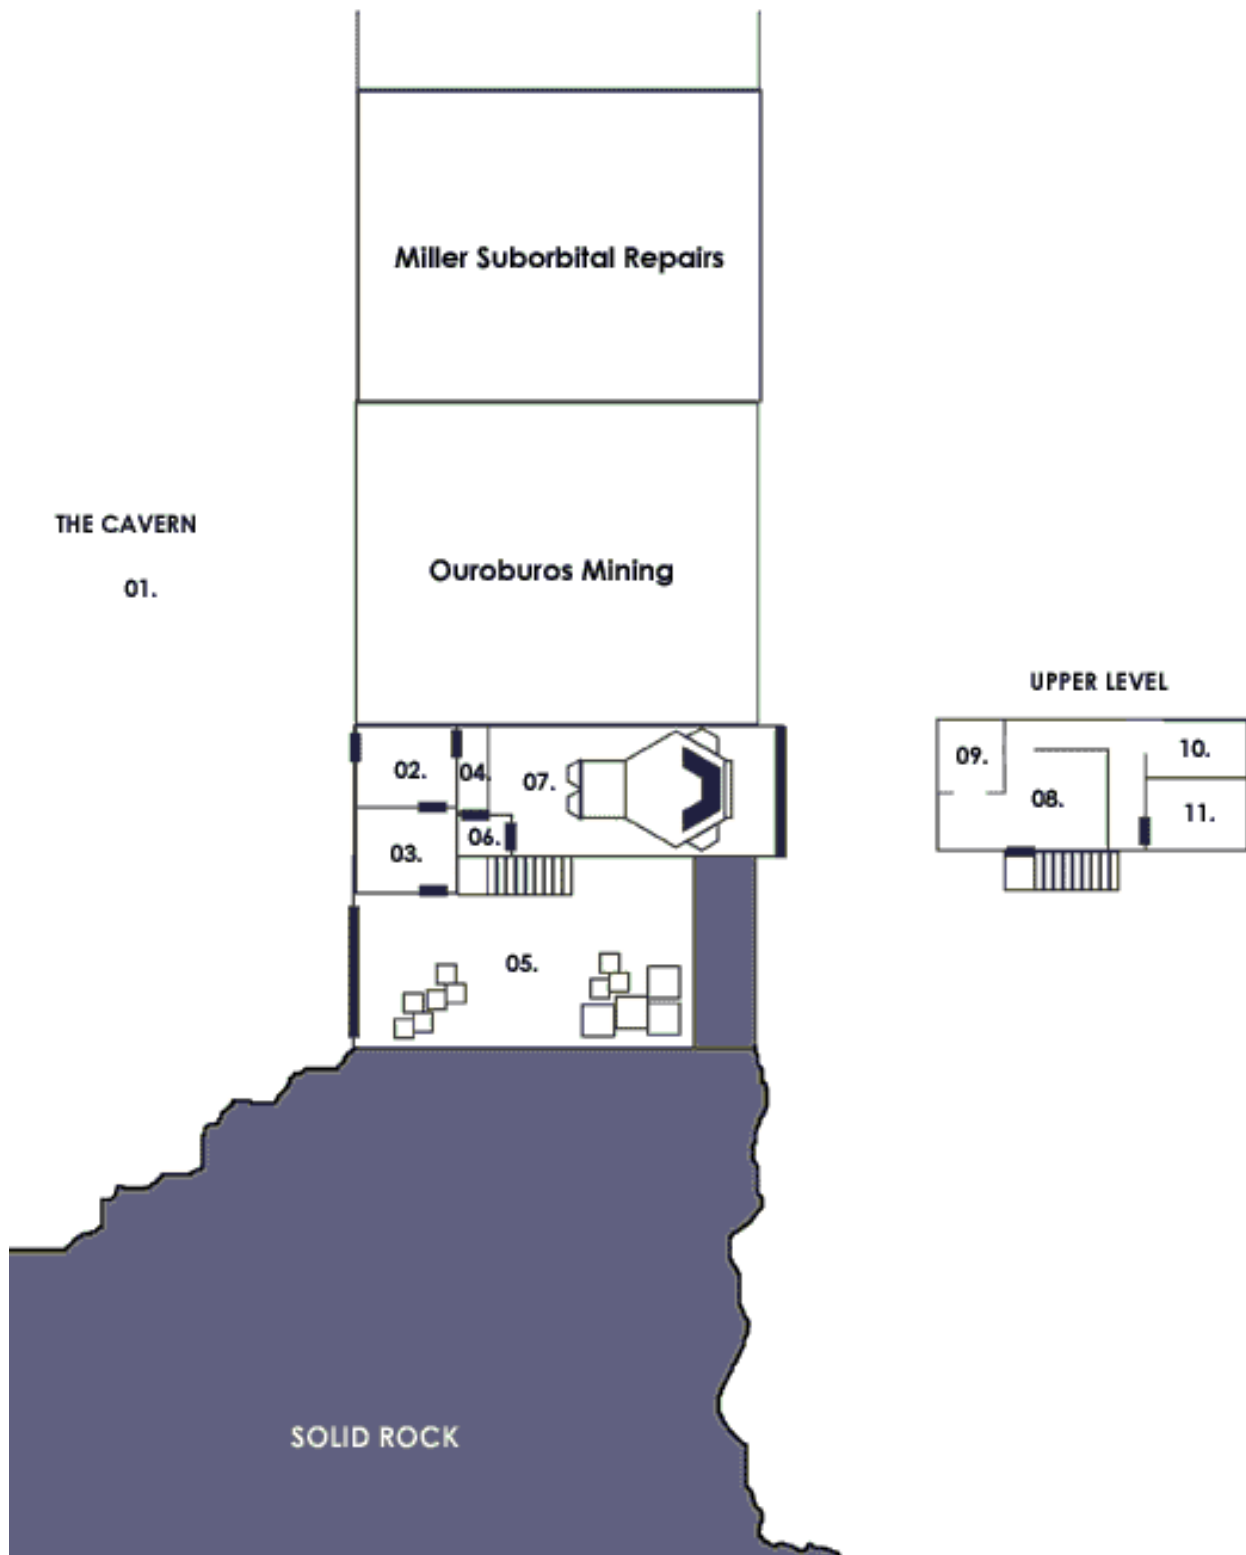 Miller Suborbital Repairs
THE CAVERN
01.
Ouroburos Mining
UPPER LEVEL
02.
04.
07.
03.
06.
05.
09.
10.
08.
11.
SOLID ROCK